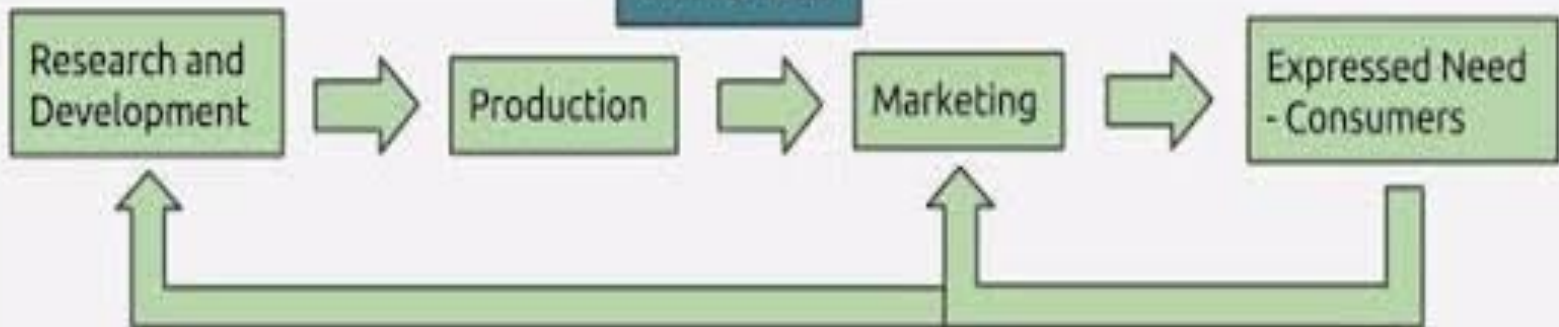 Research and
Development
Production
Marketing
Expressed Need
- Consumers